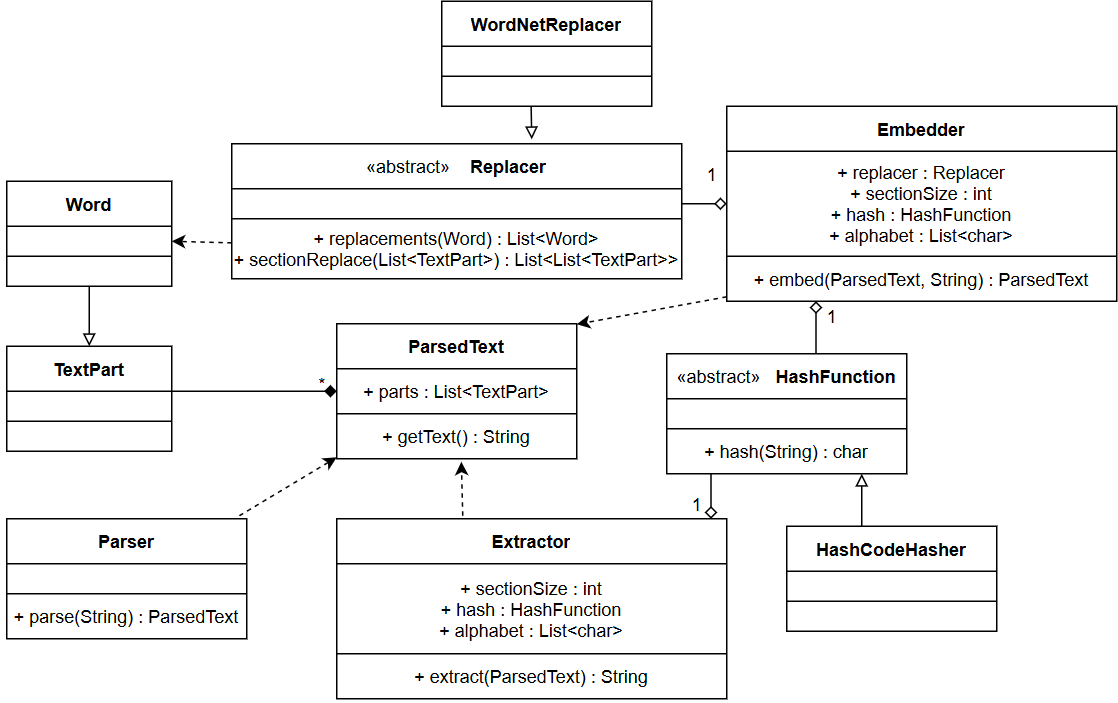 WordNetReplacer
Embedder
+ replacer : Replacer
+ sectionSize : int
+ hash : HashFunction
+ alphabet : List<char>
+ embed(ParsedText, String) : ParsedText
«abstract» Replacer
+ replacements(Word) : List<Word>
+ sectionReplace(List<TextPart>) : List<List<TextPart>>
1
Word
TextPart
*
ParsedText
+ parts : List<TextPart>
+ getText() : String
1
«abstract» HashFunction
+ hash(String) : char
1
Parser
+ parse(String) : ParsedText
Extractor
+ sectionSize : int
+ hash : HashFunction
+ alphabet : List<char>
+ extract(ParsedText) : String
HashCodeHasher